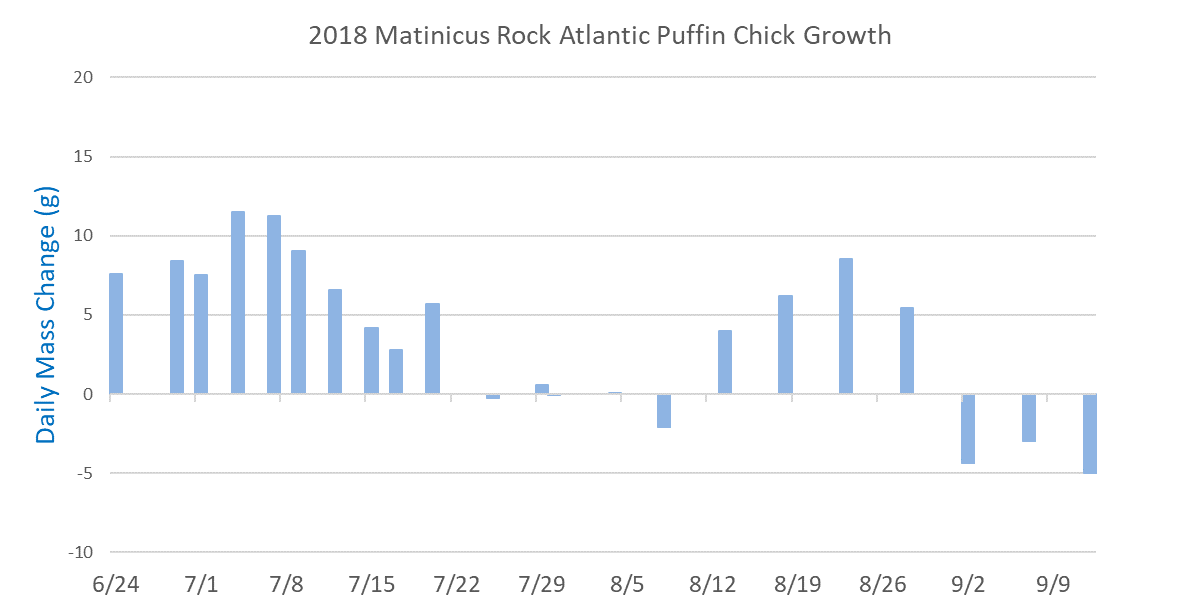 2018 Matinicus Rock Atlantic Puffin Chick Growth
Daily Mass Change (g)
20
15
10
5
0
-5
-10
6/24 7/1 7/8 7/15 7/22 7/29 8/5 8/12 8/19 8/26 9/2 9/9